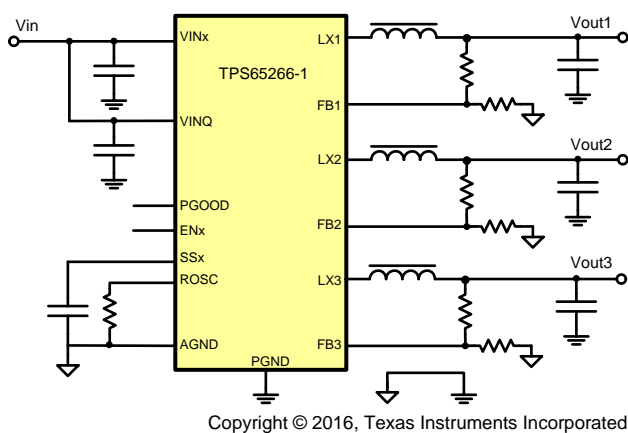 Vin
VINx
LX1
Vout1
TPS65266-1
FB1
VINQ
LX2
Vout2
PGOOD
ENx
FB2
SSx
ROSC
LX3
Vout3
AGND
FB3
PGND
Copyright © 2016, Texas Instruments Incorporated